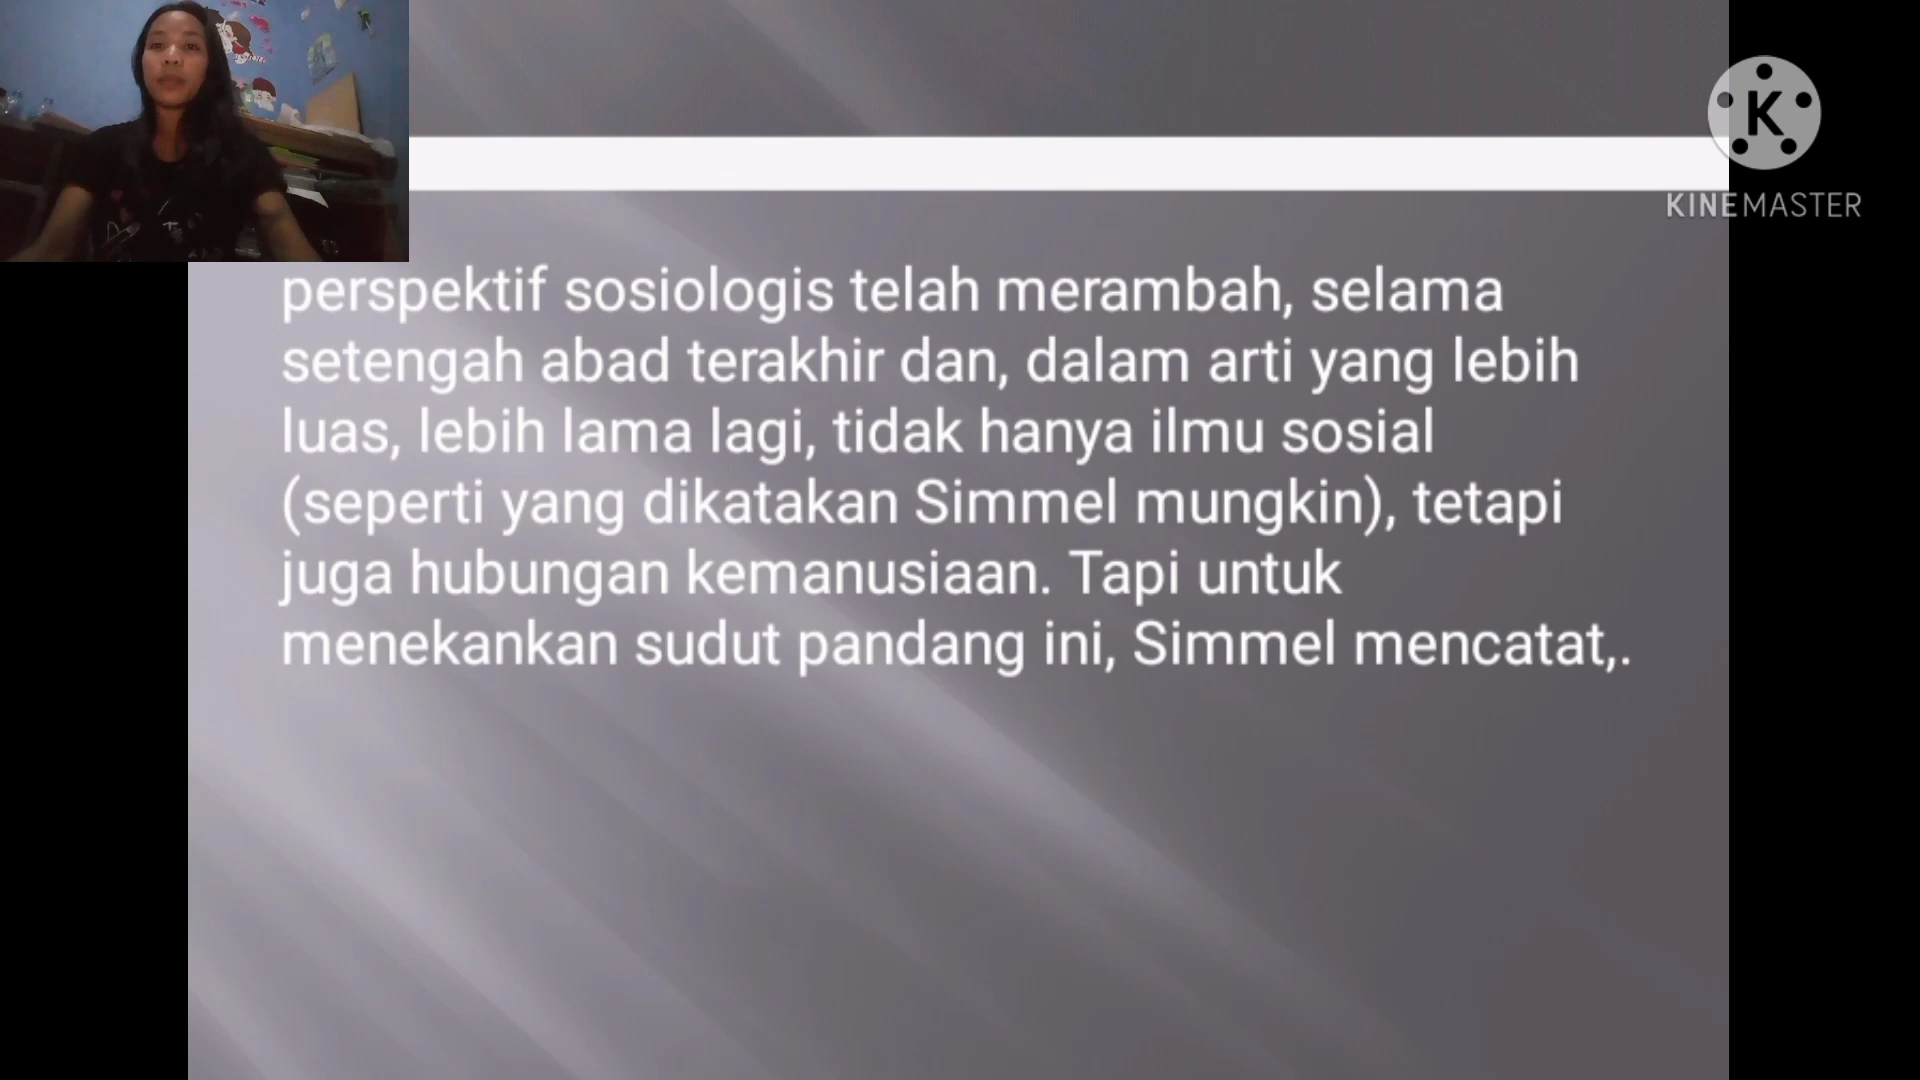 K
KINEMASTER
perspektif sosiologis telah merambah, selama
setengah abad terakhir dan, dalam arti yang lebih
luas, lebih lama lagi, tidak hanya ilmu sosial
(seperti yang dikatakan Simmel mungkin), tetapi
juga hubungan kemanusiaan. Tapi untuk
menekankan sudut pandang ini, Simmel mencatat,.